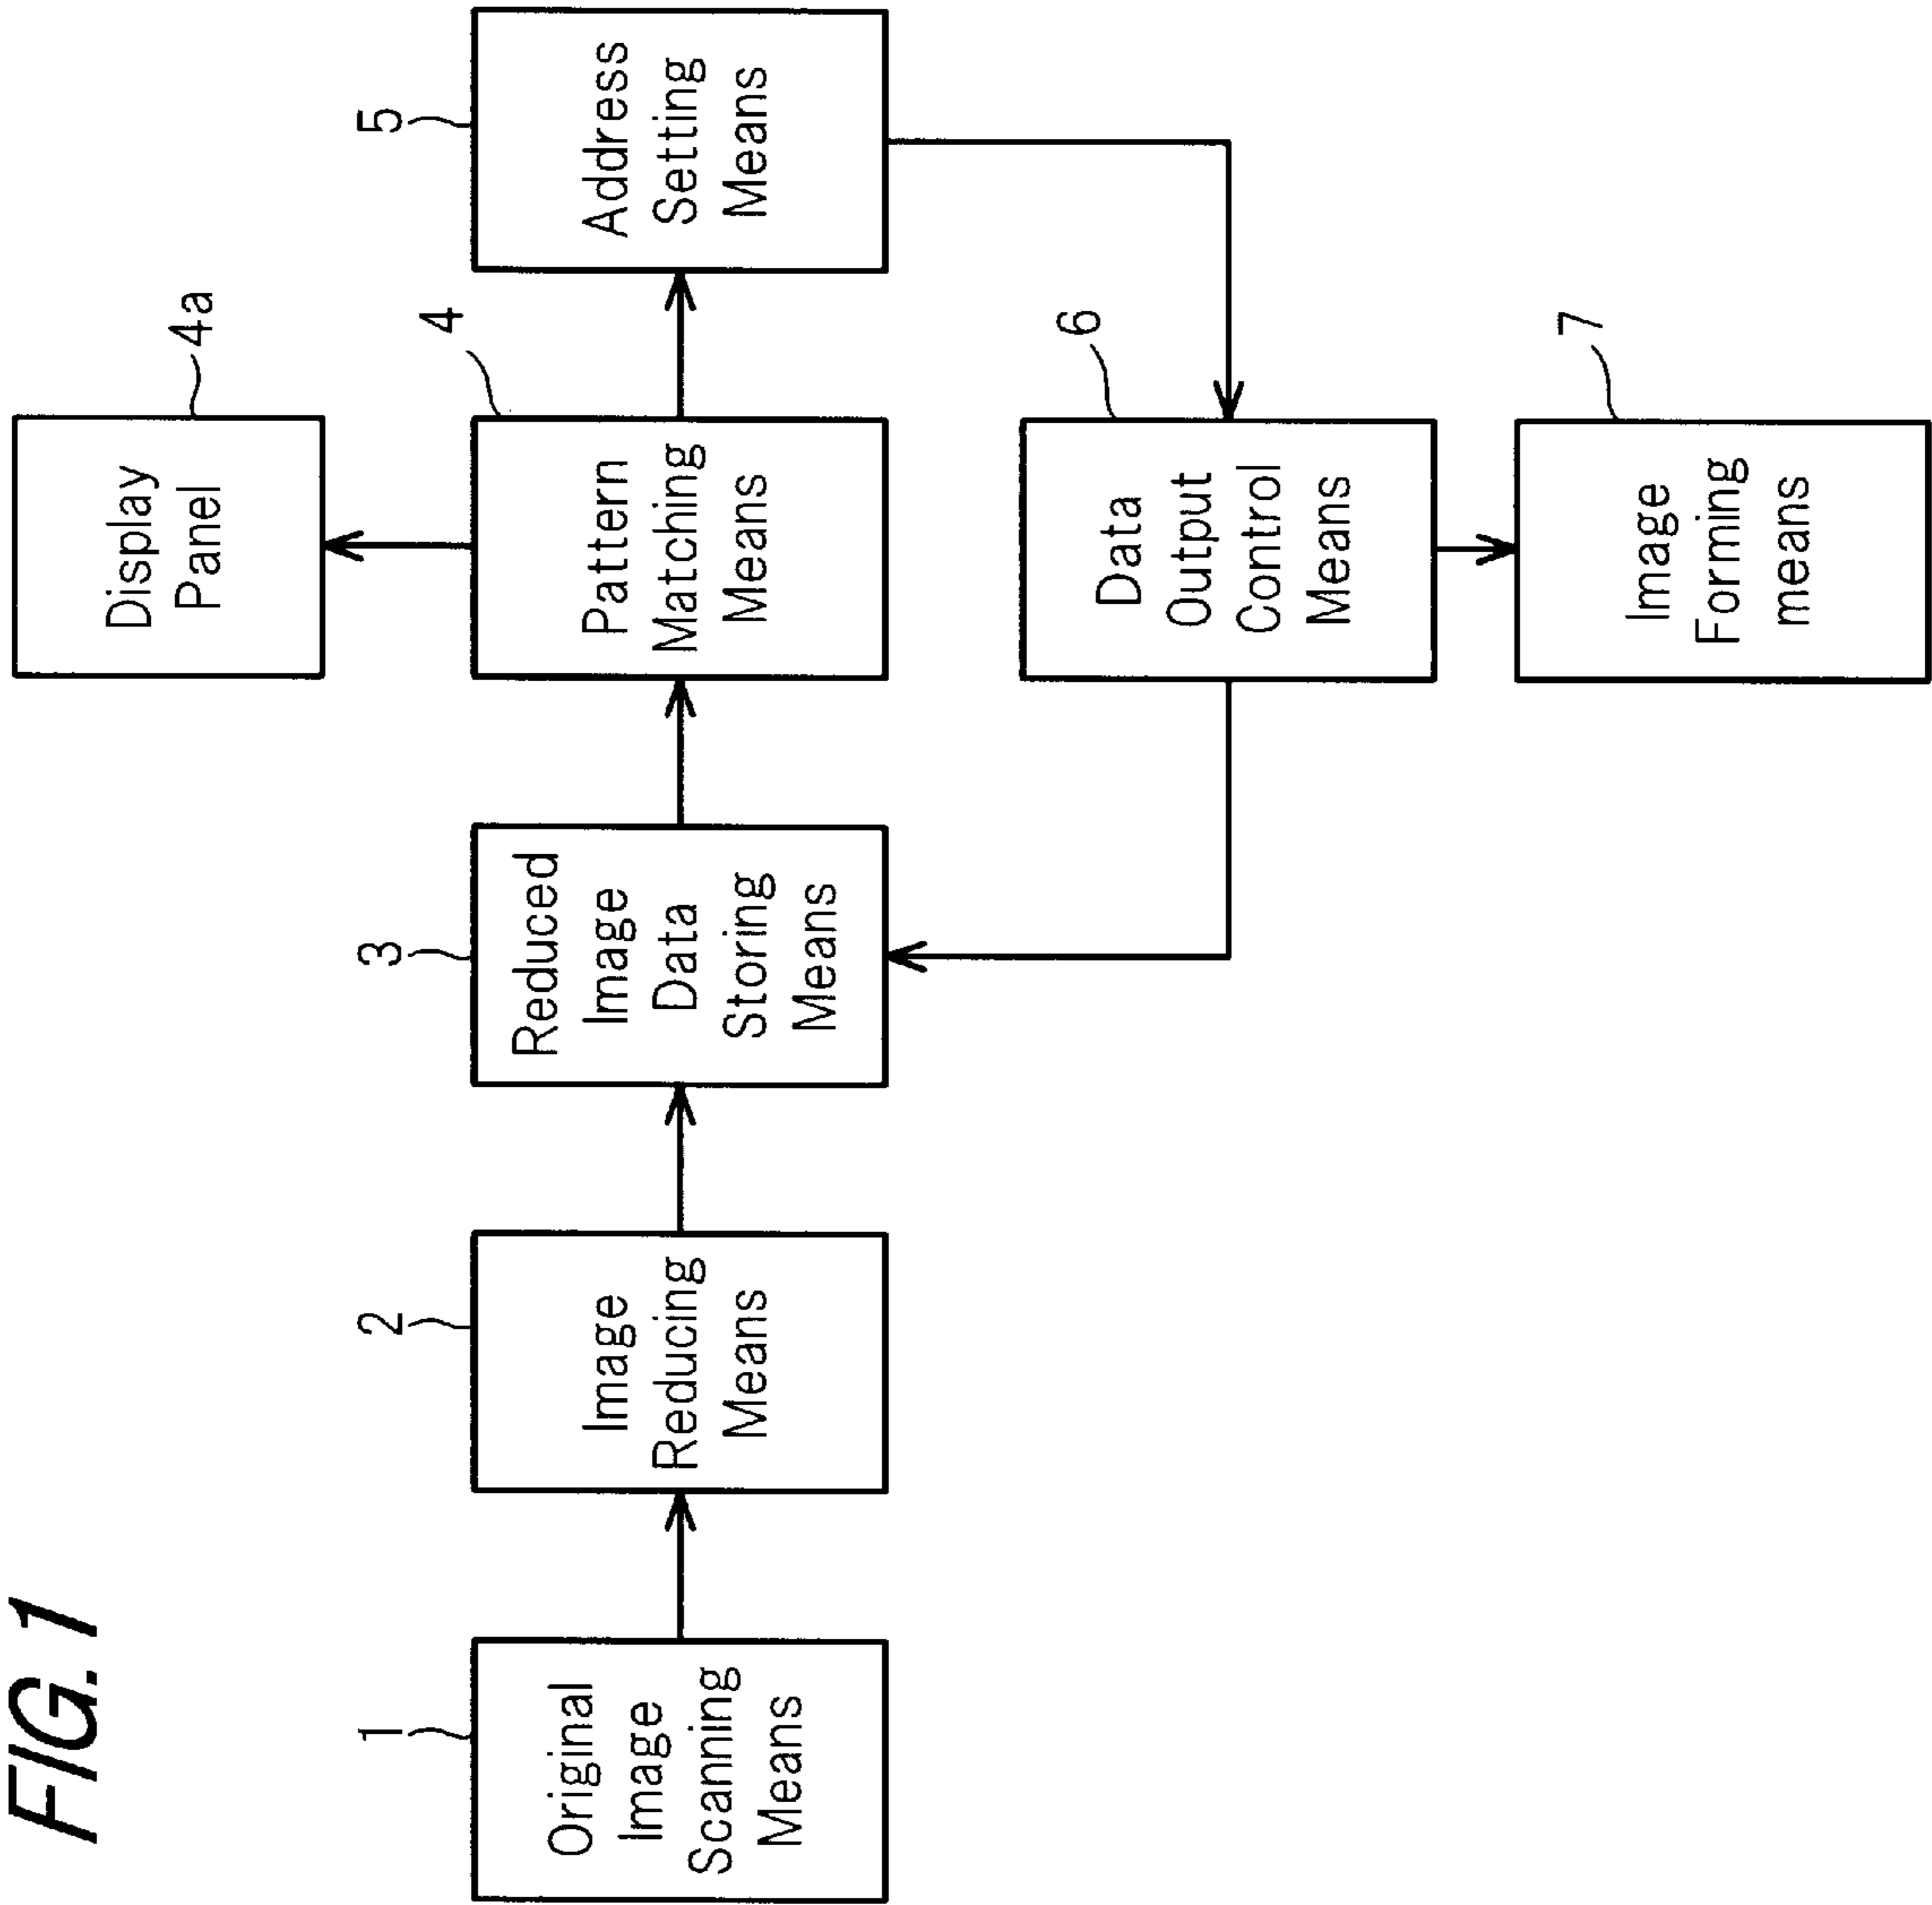 FIG. 1
1
Original
Image
Scanning
Means
2
Image
Reducing
Means
3
Reduced
Image
Data
Storing
Means
4
Pattern
Matching
Means
4a
Display
Panel
5
Address
Setting
Means
6
Data
Output
Control
Means
7
Image
Forming
means